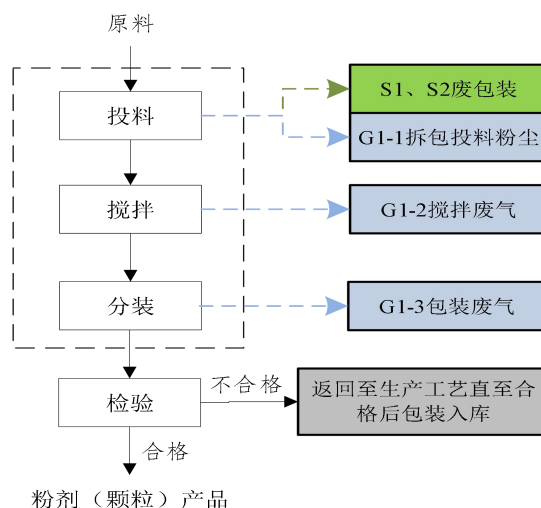 原料
投料
S1、S2废包装
G1-1拆包投料粉尘
搅拌
G1-2搅拌废气
分装
G1-3包装废气
检验
不合格
返回至生产工艺直至合
格后包装入库
合格
粉剂（颗粒）产品